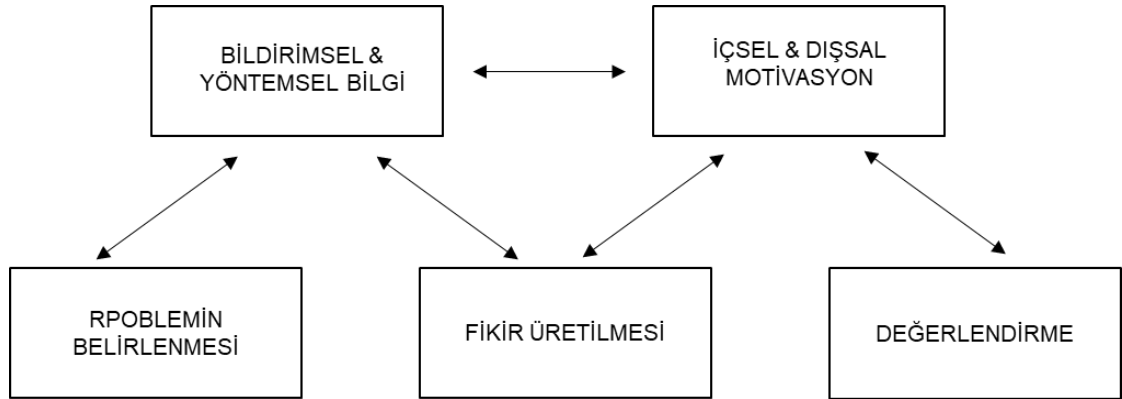 BİLDİRİMSEL &
YÖNTEMSEL BİLGİ
İÇSEL & DIŞSAL
MOTİVASYON
RPOBLEMİN
BELİRLENMESİ
FİKİR ÜRETİLMESİ
DEĞERLENDİRME